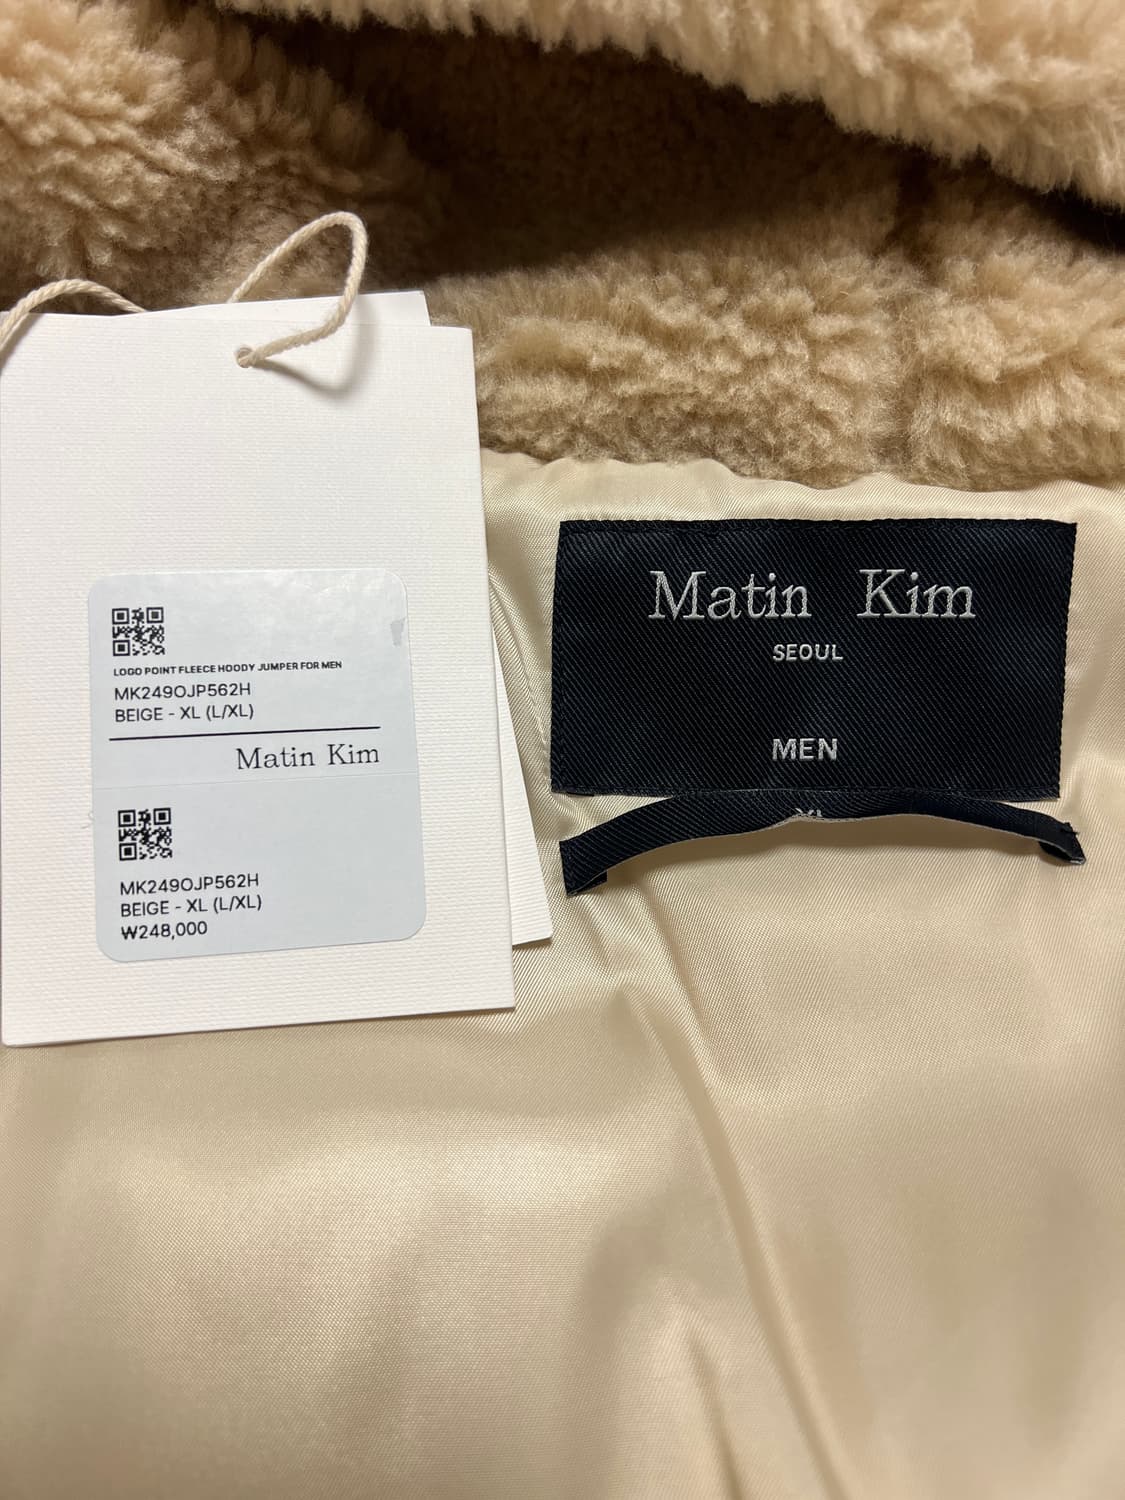 LOGO POINT FLEECE HOODY JUMPER FOR MEN
MK249OJP562H
BEIGE - XL (L/XL)
Matin Kim
MK249OJP562H
BEIGE - XL (L/XL)
₩248,000
Matin Kim
SEOUL
MEN